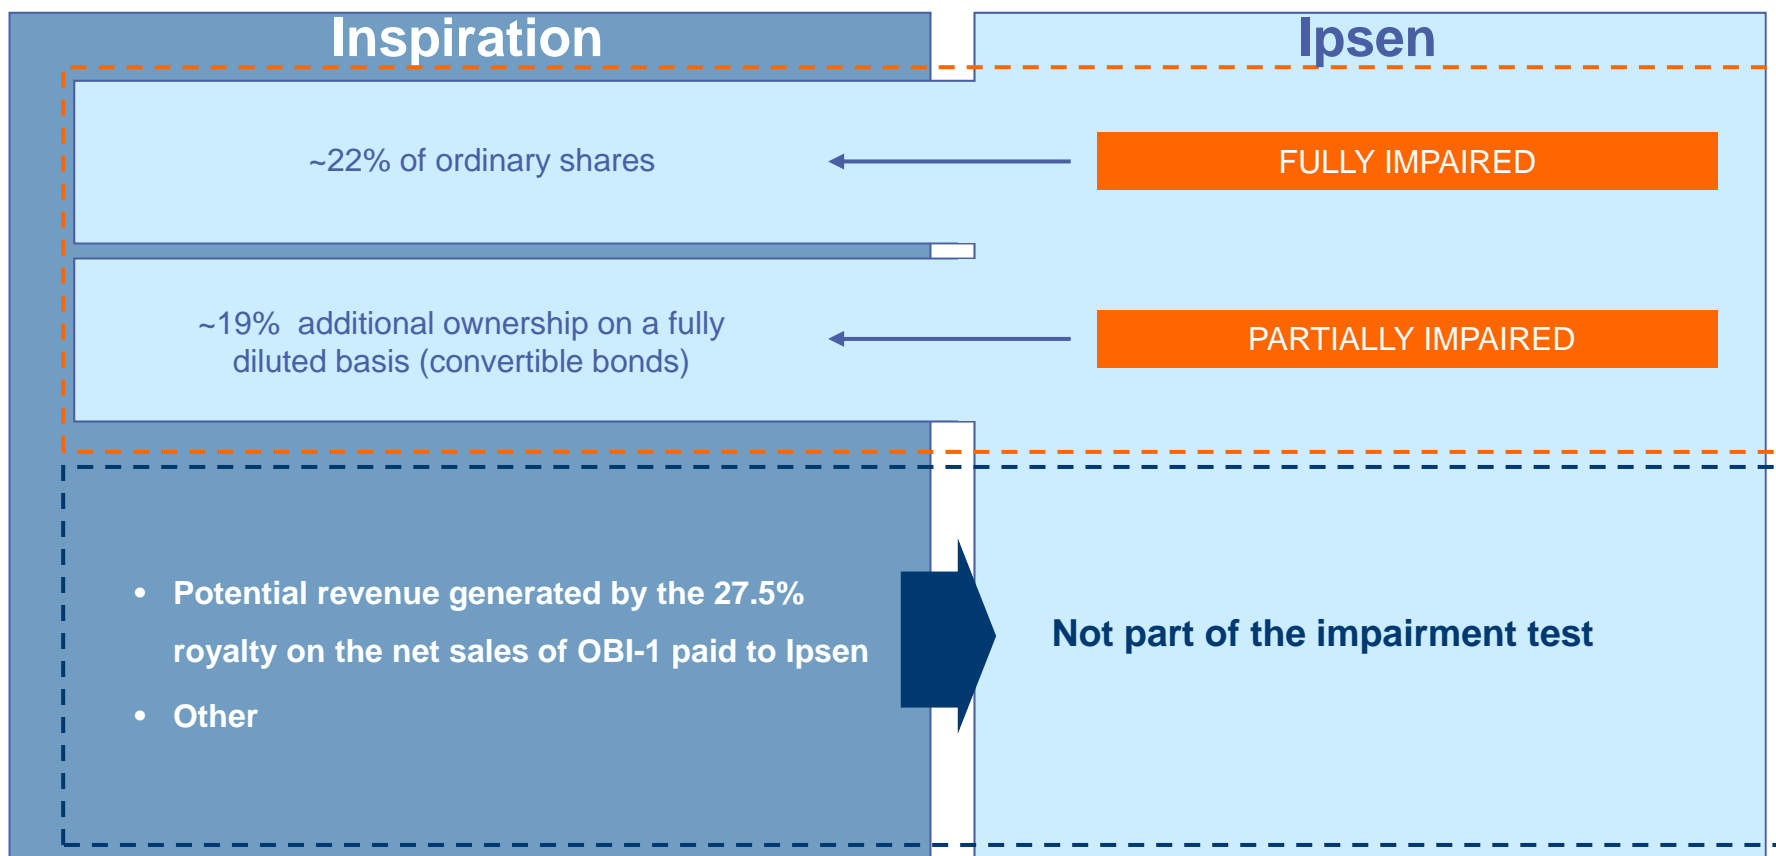 Inspiration
Ipsen
~22% of ordinary shares
FULLY IMPAIRED
~19% additional ownership on a fully
diluted basis (convertible bonds)
PARTIALLY IMPAIRED
• Potential revenue generated by the 27.5%
royalty on the net sales of OBI-1 paid to Ipsen
• Other
Not part of the impairment test